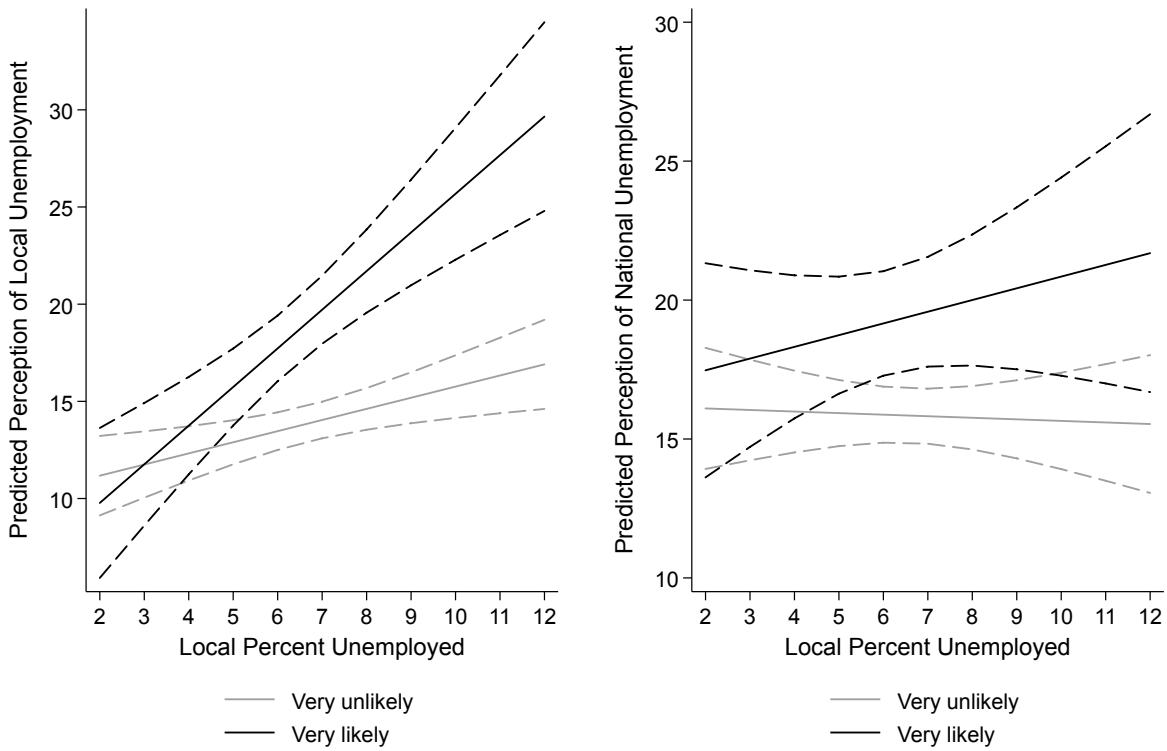 Predicted Perception of Local Unemployment
30
25
20
15
10
2 3 4 5 6 7 8 9 10 11 12
Local Percent Unemployed
Very unlikely
Very likely
Predicted Perception of National Unemployment
30
25
20
15
10
2 3 4 5 6 7 8 9 10 11 12
Local Percent Unemployed
Very unlikely
Very likely